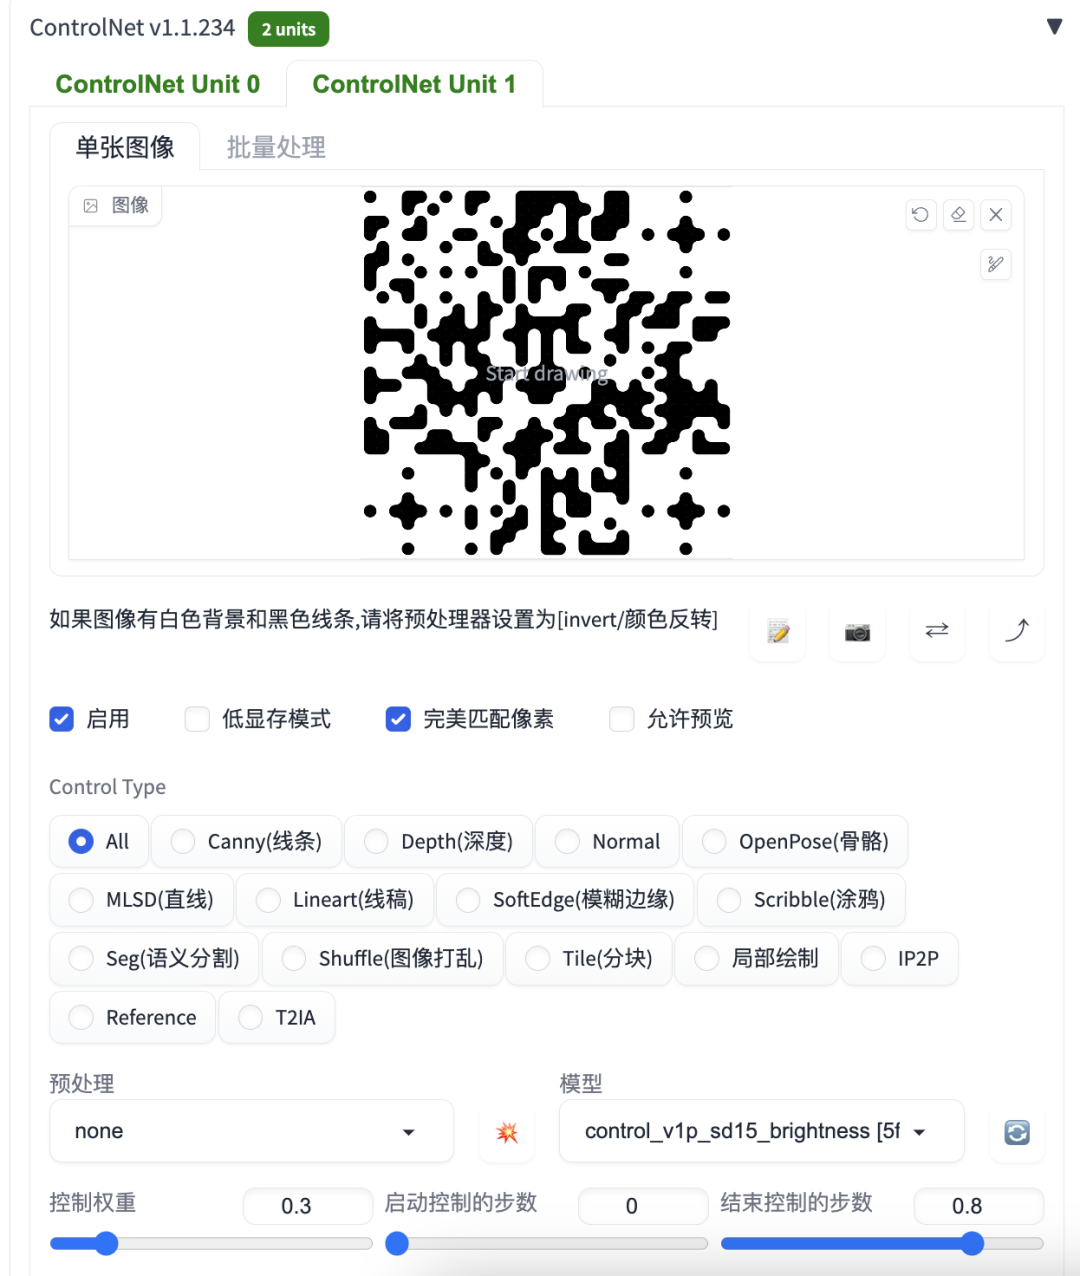 ControlNet v1.1.234 2 units
ControlNet Unit 0 ControlNet Unit 1
单张图像 批量处理
图像
Start drawing
如果图像有白色背景和黑色线条,请将预处理器设置为[invert/颜色反转]
启用 低显存模式 完美匹配像素 允许预览
Control Type
All Canny(线条) Depth(深度) Normal OpenPose(骨骼)
MLSD(直线) Lineart(线稿) SoftEdge(模糊边缘) Scribble(涂鸦)
Seg(语义分割) Shuffle(图像打乱) Tile(分块) 局部绘制 IP2P
Reference T2IA
预处理 模型
none control_v1p_sd15_brightness [5f
控制权重 0.3 启动控制的步数 0 结束控制的步数 0.8